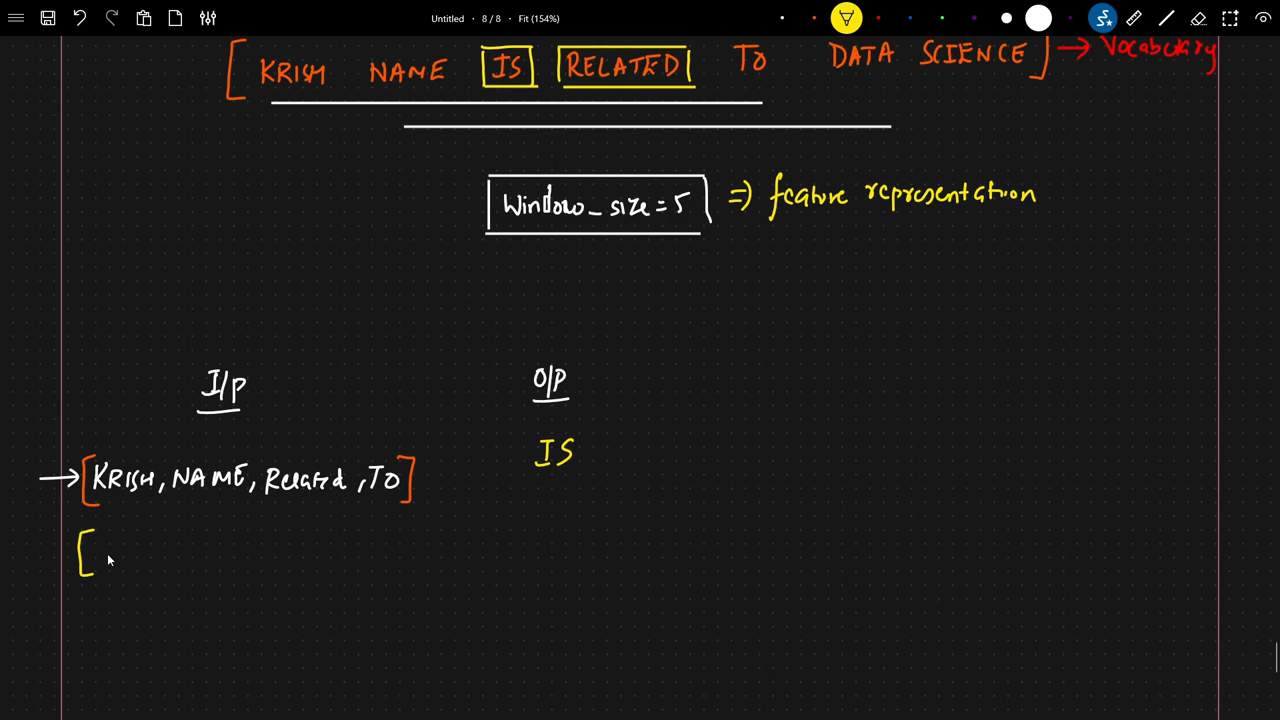 Untitled • 8 / 8 • Fit (154%)
[ KRISH NAME IS RELATED TO DATA SCIENCE ] → Vocabulary
Window_size = 5 ⇒ feature representation
I/p O/P
IS
→ [KRISH, NAME, Related, To]
[